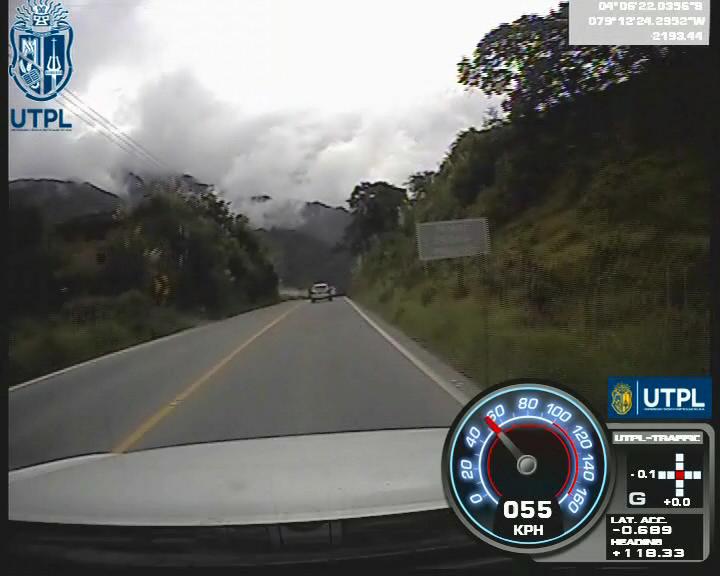 04°06'22.0356"S
079°12'24.2952"W
2193.44
UTPL
UTPL
UTPL-TRAFFIC
0 20 40 60 80 100 120 140 160
055
KPH
-0.1
G
+0.0
LAT. ACC.
-0.689
HEADING
+118.33